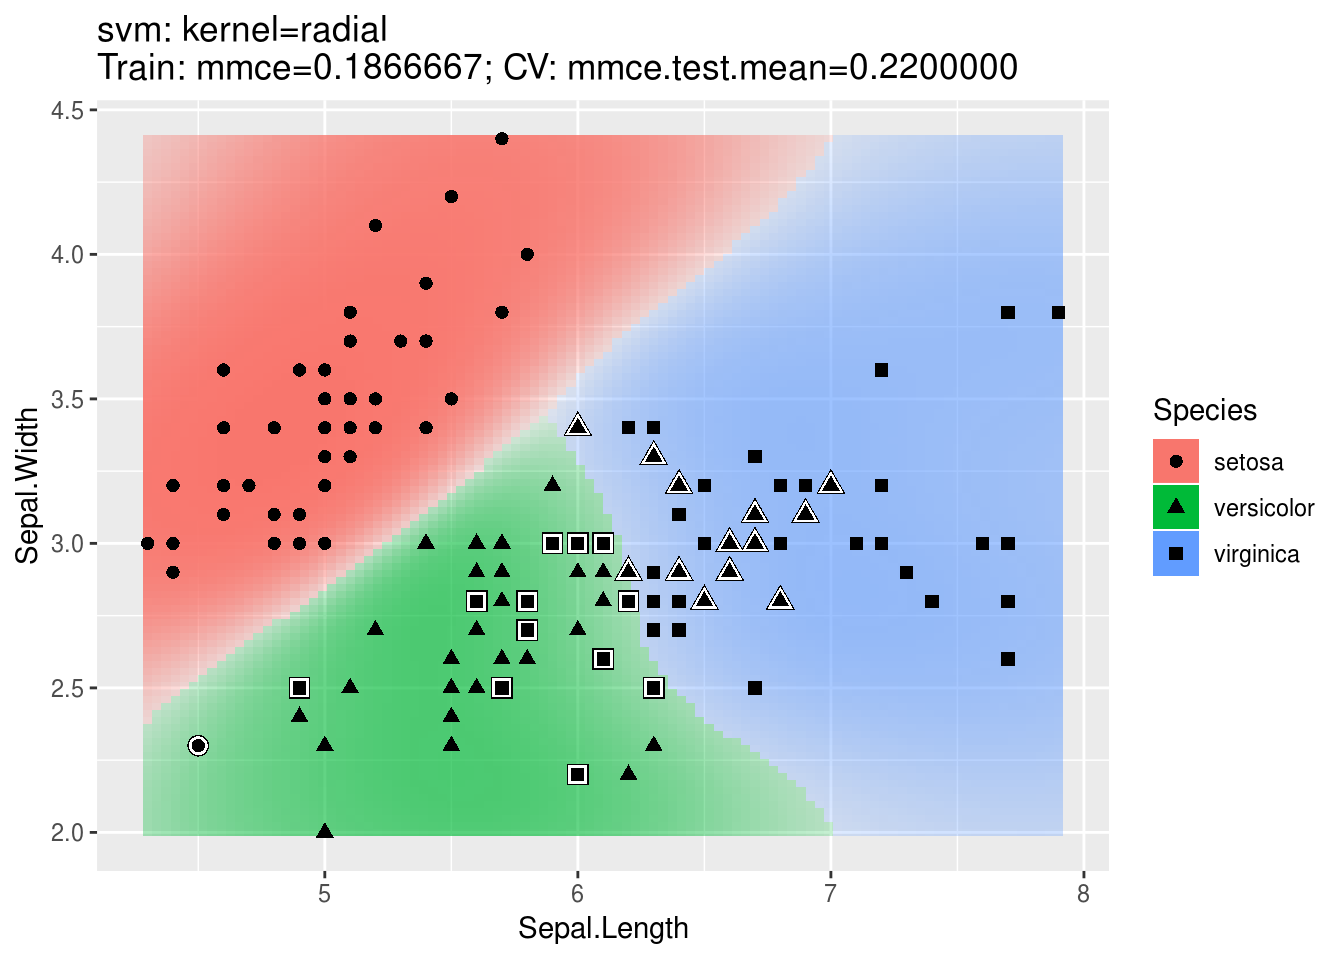 svm: kernel=radial
Train: mmce=0.1866667; CV: mmce.test.mean=0.2200000
4.5
4.0
3.5
3.0
2.5
2.0
Sepal.Width
5 6 7 8
Sepal.Length
Species
setosa
versicolor
virginica